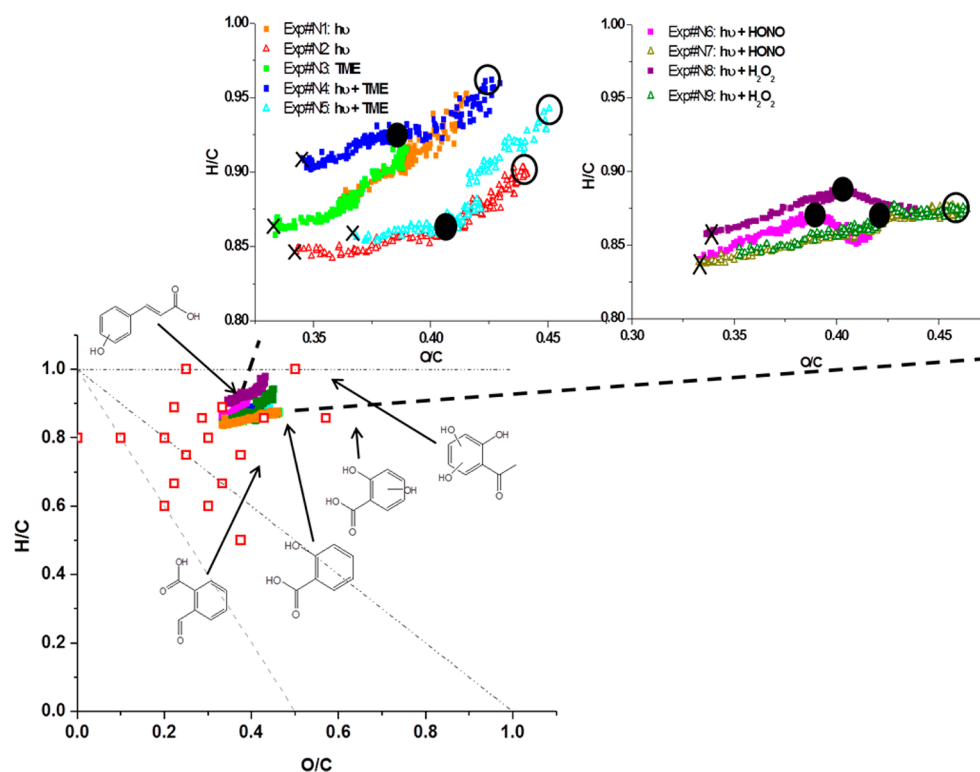 1.00
0.95
0.90
0.85
0.80
H/C
Exp#N1: hυ
Exp#N2: hυ
Exp#N3: TME
Exp#N4: hυ + TME
Exp#N5: hυ + TME
0.35
0.40
0.45
O/C
1.00
0.95
0.90
0.85
0.80
H/C
Exp#N6: hυ + HONO
Exp#N7: hυ + HONO
Exp#N8: hυ + H2O2
Exp#N9: hυ + H2O2
0.30
0.35
0.40
0.45
O/C
O
OH
HO
1.0
0.8
0.6
0.4
0.2
0.0
H/C
0.0
0.2
0.4
0.6
0.8
1.0
O/C
OH
O
O
HO
HO
O
HO
OH
HO
O
HO
OH
HO
O